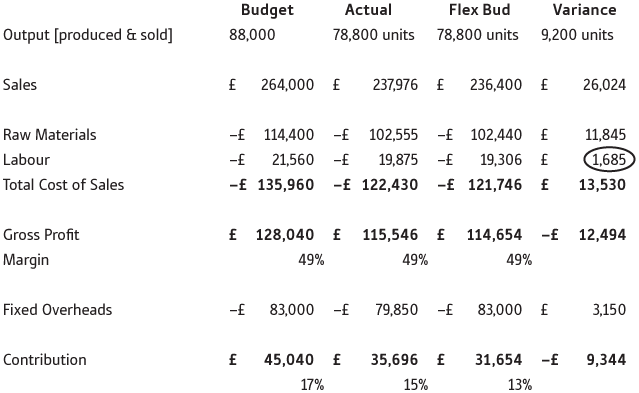 Budget Actual Flex Bud Variance
Output [produced & sold] 88,000 78,800 units 78,800 units 9,200 units
Sales £ 264,000 £ 237,976 £ 236,400 £ 26,024
Raw Materials –£ 114,400 –£ 102,555 –£ 102,440 £ 11,845
Labour –£ 21,560 –£ 19,875 –£ 19,306 £ 1,685
Total Cost of Sales –£ 135,960 –£ 122,430 –£ 121,746 £ 13,530
Gross Profit £ 128,040 £ 115,546 £ 114,654 –£ 12,494
Margin 49% 49% 49%
Fixed Overheads –£ 83,000 –£ 79,850 –£ 83,000 £ 3,150
Contribution £ 45,040 £ 35,696 £ 31,654 –£ 9,344
17% 15% 13%